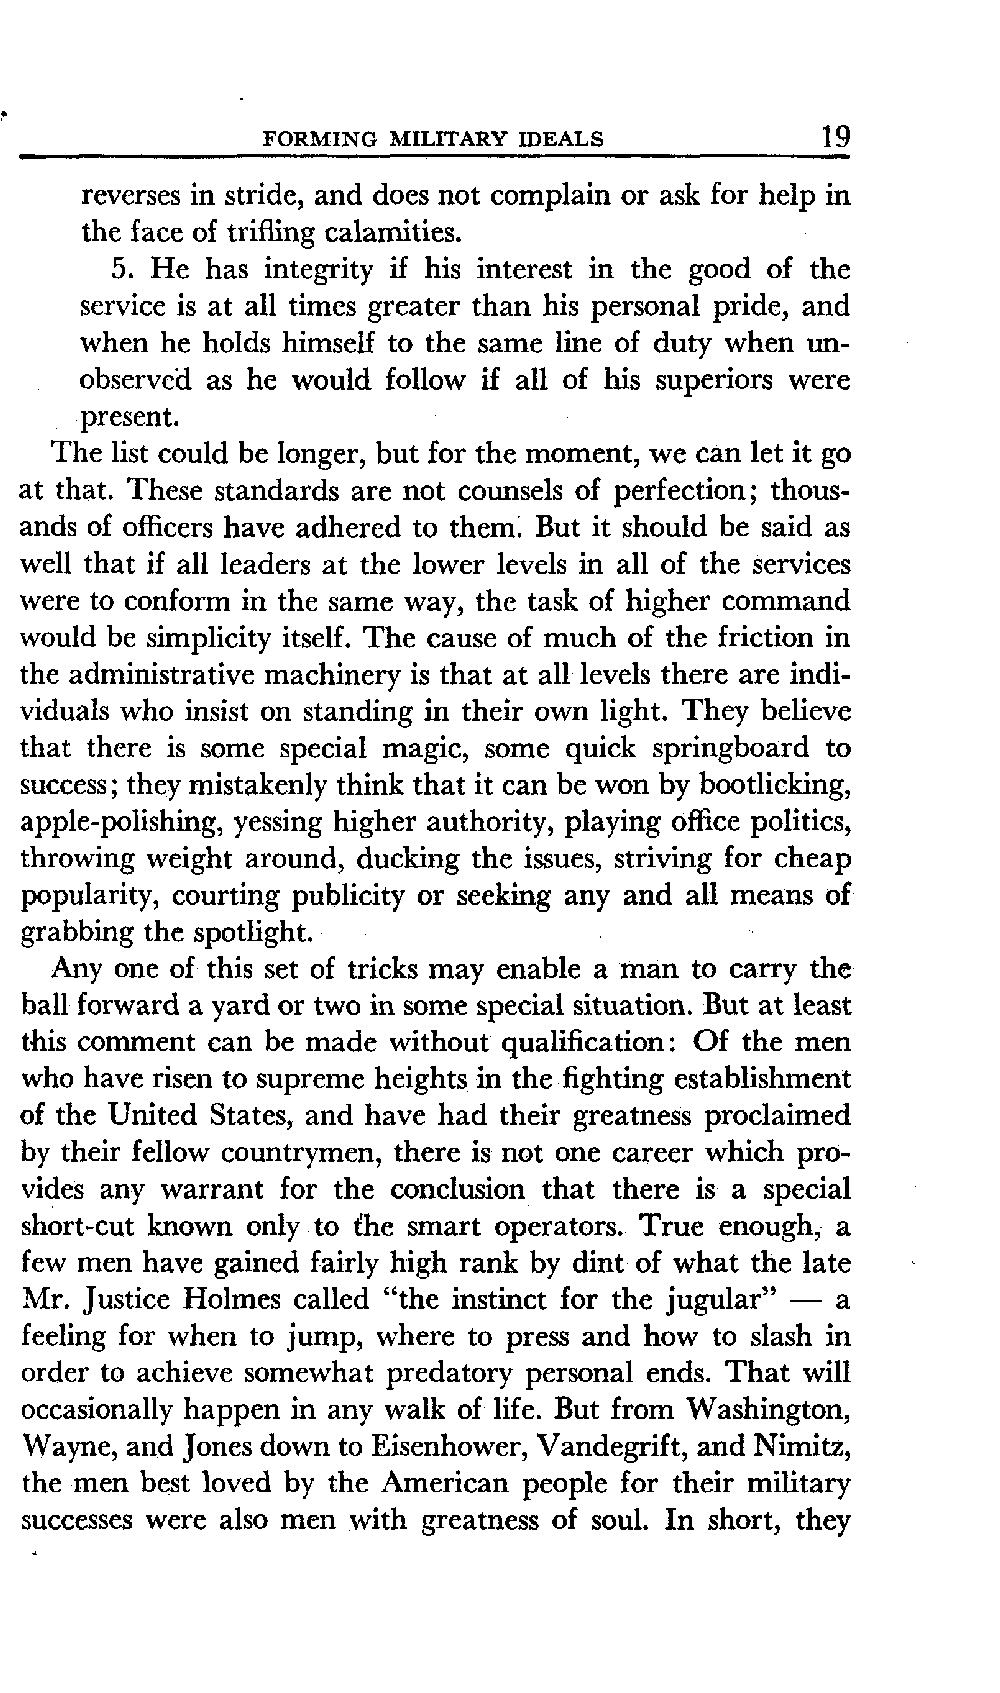 FORMING MILITARY IDEALS 19
reverses in stride, and does not complain or ask for help in
the face of trifling calamities.
5. He has integrity if his interest in the good of the
service is at all times greater than his personal pride, and
when he holds himself to the same line of duty when un-
observed as he would follow if all of his superiors were
present.
The list could be longer, but for the moment, we can let it go
at that. These standards are not counsels of perfection; thous-
ands of officers have adhered to them. But it should be said as
well that if all leaders at the lower levels in all of the services
were to conform in the same way, the task of higher command
would be simplicity itself. The cause of much of the friction in
the administrative machinery is that at all levels there are indi-
viduals who insist on standing in their own light. They believe
that there is some special magic, some quick springboard to
success; they mistakenly think that it can be won by bootlicking,
apple-polishing, yessing higher authority, playing office politics,
throwing weight around, ducking the issues, striving for cheap
popularity, courting publicity or seeking any and all means of
grabbing the spotlight.
Any one of this set of tricks may enable a man to carry the
ball forward a yard or two in some special situation. But at least
this comment can be made without qualification: Of the men
who have risen to supreme heights in the fighting establishment
of the United States, and have had their greatness proclaimed
by their fellow countrymen, there is not one career which pro-
vides any warrant for the conclusion that there is a special
short-cut known only to the smart operators. True enough, a
few men have gained fairly high rank by dint of what the late
Mr. Justice Holmes called “the instinct for the jugular” — a
feeling for when to jump, where to press and how to slash in
order to achieve somewhat predatory personal ends. That will
occasionally happen in any walk of life. But from Washington,
Wayne, and Jones down to Eisenhower, Vandegrift, and Nimitz,
the men best loved by the American people for their military
successes were also men with greatness of soul. In short, they